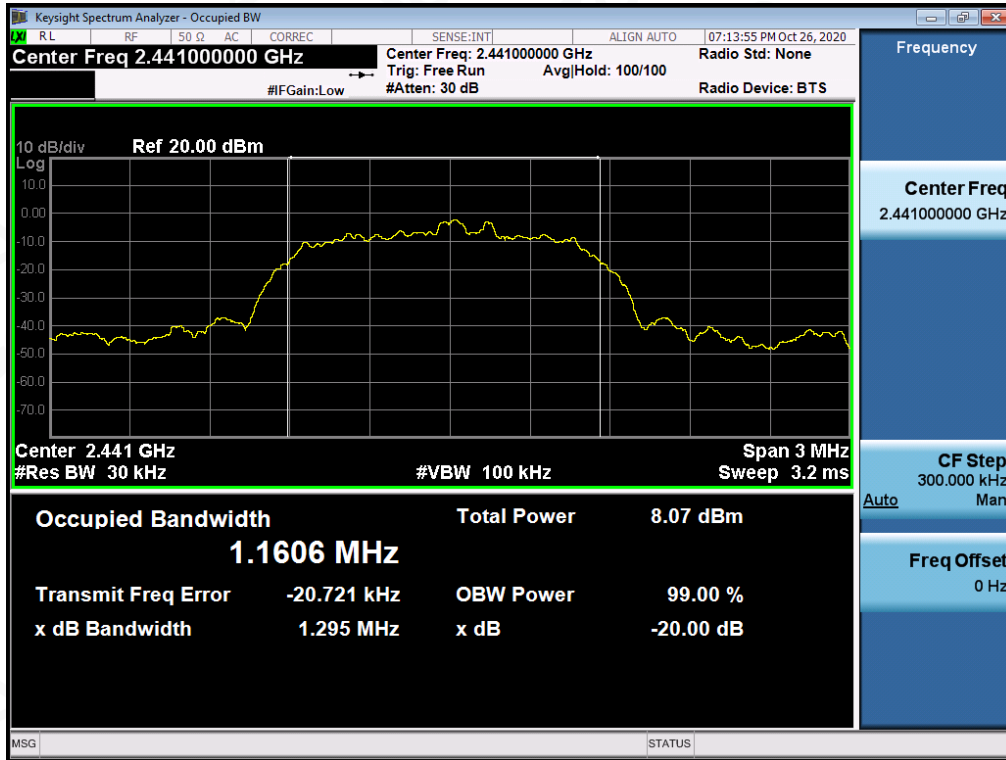 Keysight Spectrum Analyzer - Occupied BW
LXI RL RF 50 Ω AC CORREC SENSE:INT ALIGN AUTO 07:13:55 PM Oct 26, 2020
Center Freq 2.441000000 GHz
Center Freq: 2.441000000 GHz Radio Std: None
Trig: Free Run Avg|Hold: 100/100
#IFGain:Low #Atten: 30 dB Radio Device: BTS
10 dB/div Ref 20.00 dBm
Log
10.0
0.00
-10.0
-20.0
-30.0
-40.0
-50.0
-60.0
-70.0
Center 2.441 GHz Span 3 MHz
#Res BW 30 kHz #VBW 100 kHz Sweep 3.2 ms
Occupied Bandwidth Total Power 8.07 dBm
1.1606 MHz
Transmit Freq Error -20.721 kHz OBW Power 99.00 %
x dB Bandwidth 1.295 MHz x dB -20.00 dB
MSG STATUS
Frequency
Center Freq
2.441000000 GHz
CF Step
300.000 kHz
Auto Man
Freq Offset
0 Hz